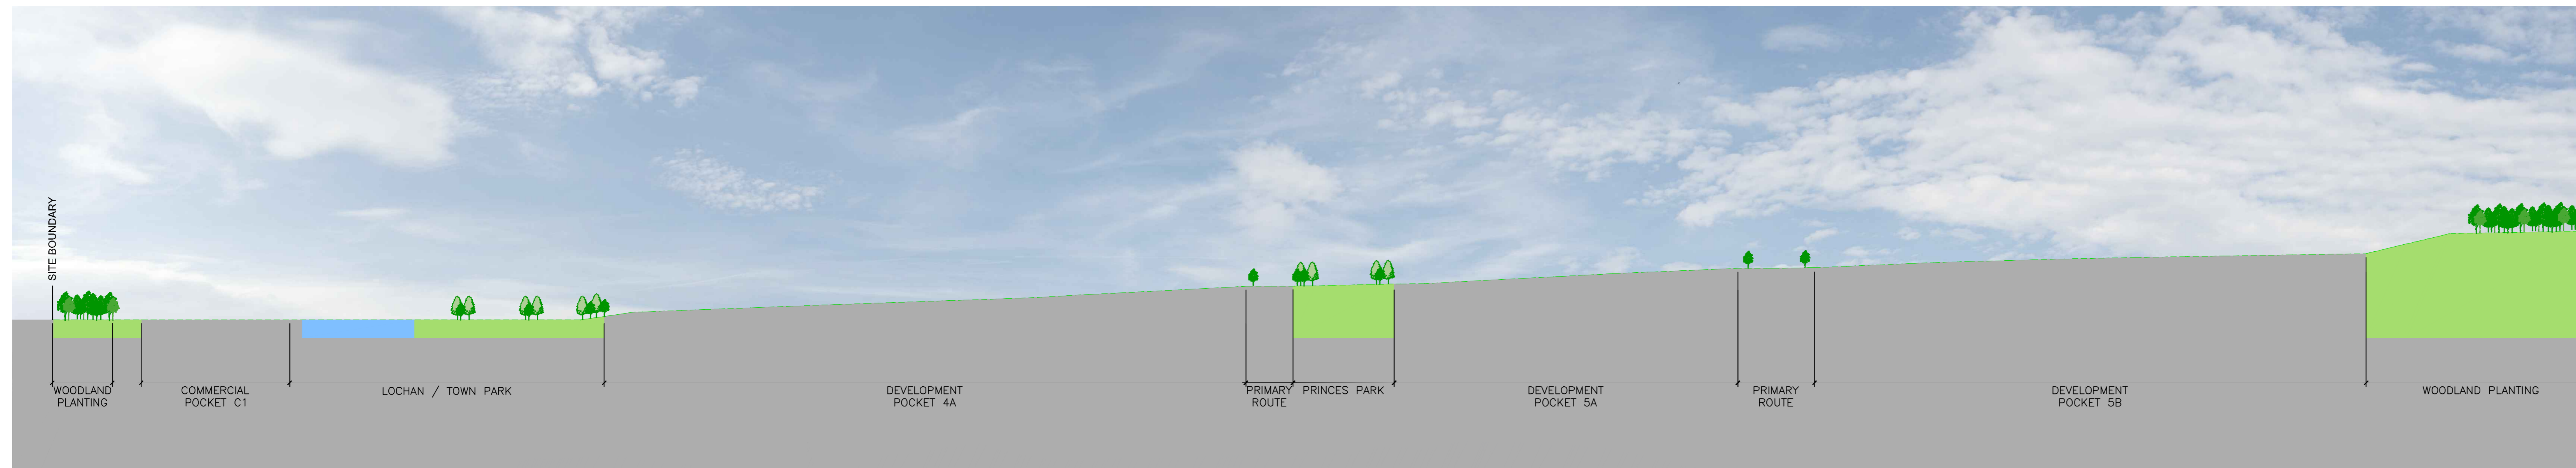 SITE BOUNDARY
WOODLAND
PLANTING
COMMERCIAL
POCKET C1
LOCHAN / TOWN PARK
DEVELOPMENT
POCKET 4A
PRIMARY
ROUTE
PRINCES PARK
DEVELOPMENT
POCKET 5A
PRIMARY
ROUTE
DEVELOPMENT
POCKET 5B
WOODLAND PLANTING